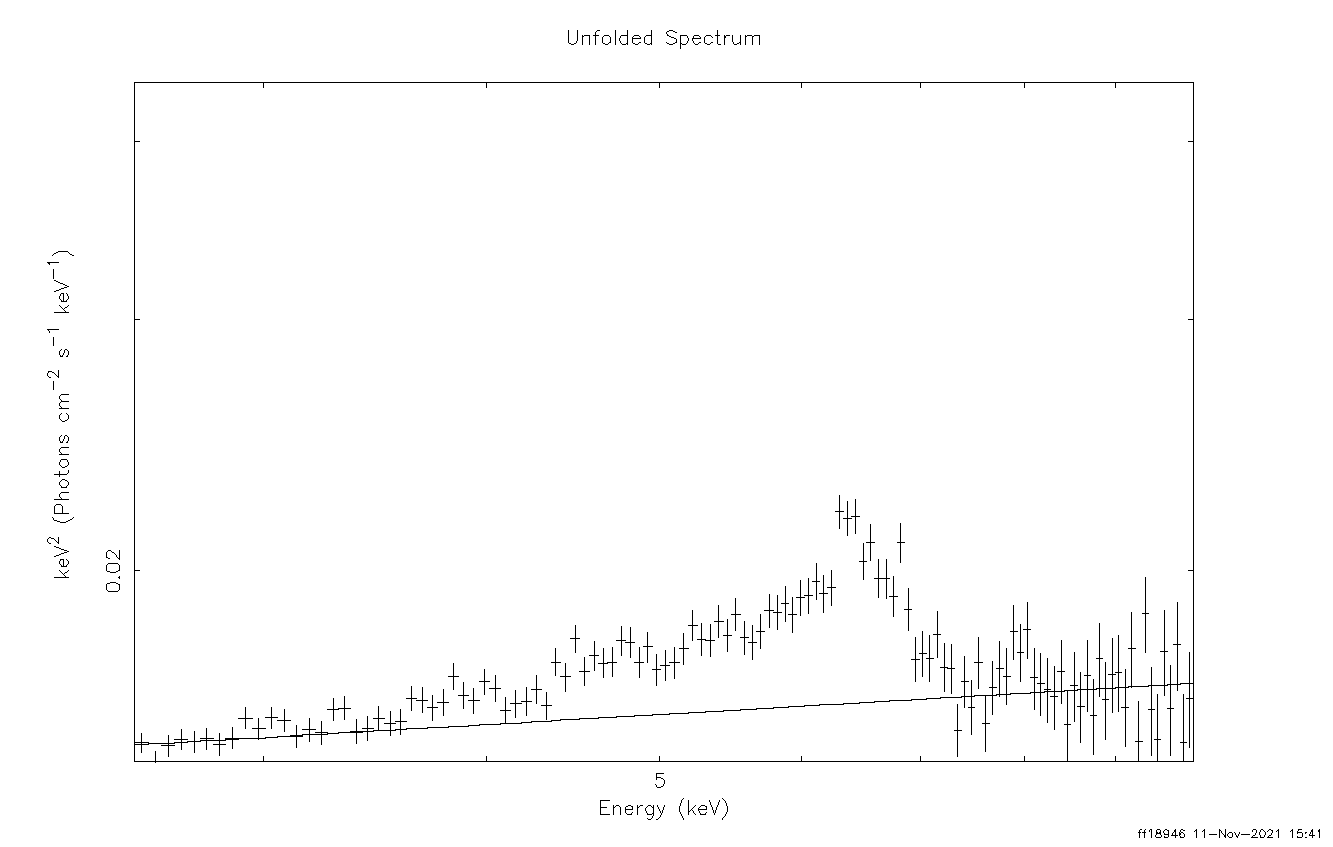 Unfolded Spectrum
keV² (Photons cm⁻² s⁻¹ keV⁻¹)
0.02
5
Energy (keV)
ff18946 11-Nov-2021 15:41